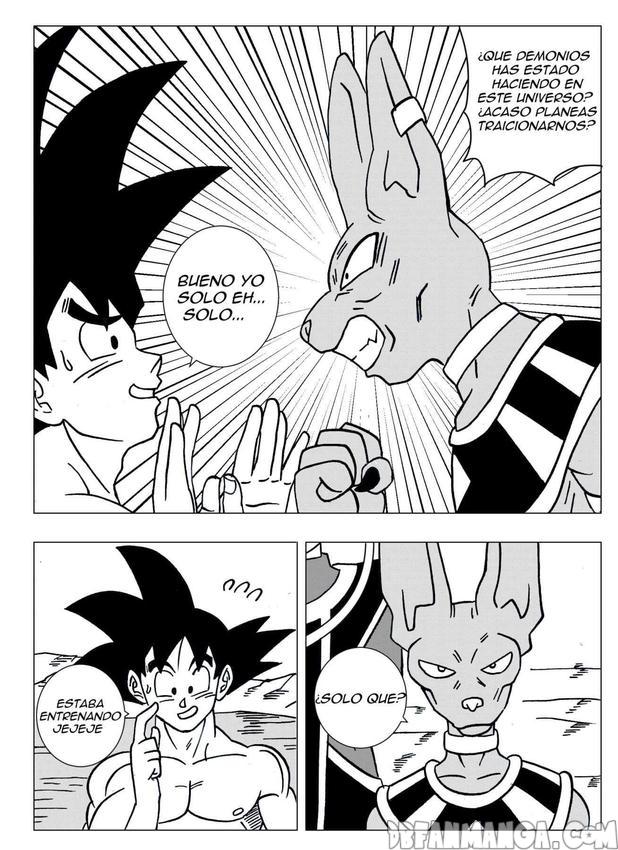 ¿QUE DEMONIOS
HAS ESTADO
HACIENDO EN
ESTE UNIVERSO?
¿ACASO PLANEAS
TRAICIONARNOS?
BUENO YO
SOLO EH...
SOLO...
¿SOLO QUE?
ESTABA
ENTRENANDO
JEJEJE
DBFANMANGA.COM